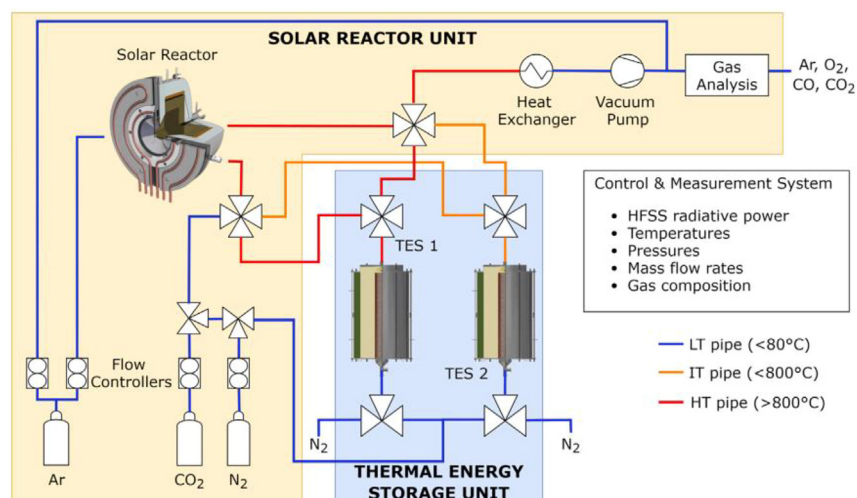 SOLAR REACTOR UNIT
Solar Reactor
Heat
Exchanger
Vacuum
Pump
Gas
Analysis
Ar, O₂,
CO, CO₂
Control & Measurement System
• HFSS radiative power
• Temperatures
• Pressures
• Mass flow rates
• Gas composition
TES 1
TES 2
Flow
Controllers
LT pipe (<80°C)
IT pipe (<800°C)
HT pipe (>800°C)
N₂
N₂
Ar
CO₂
N₂
THERMAL ENERGY
STORAGE UNIT